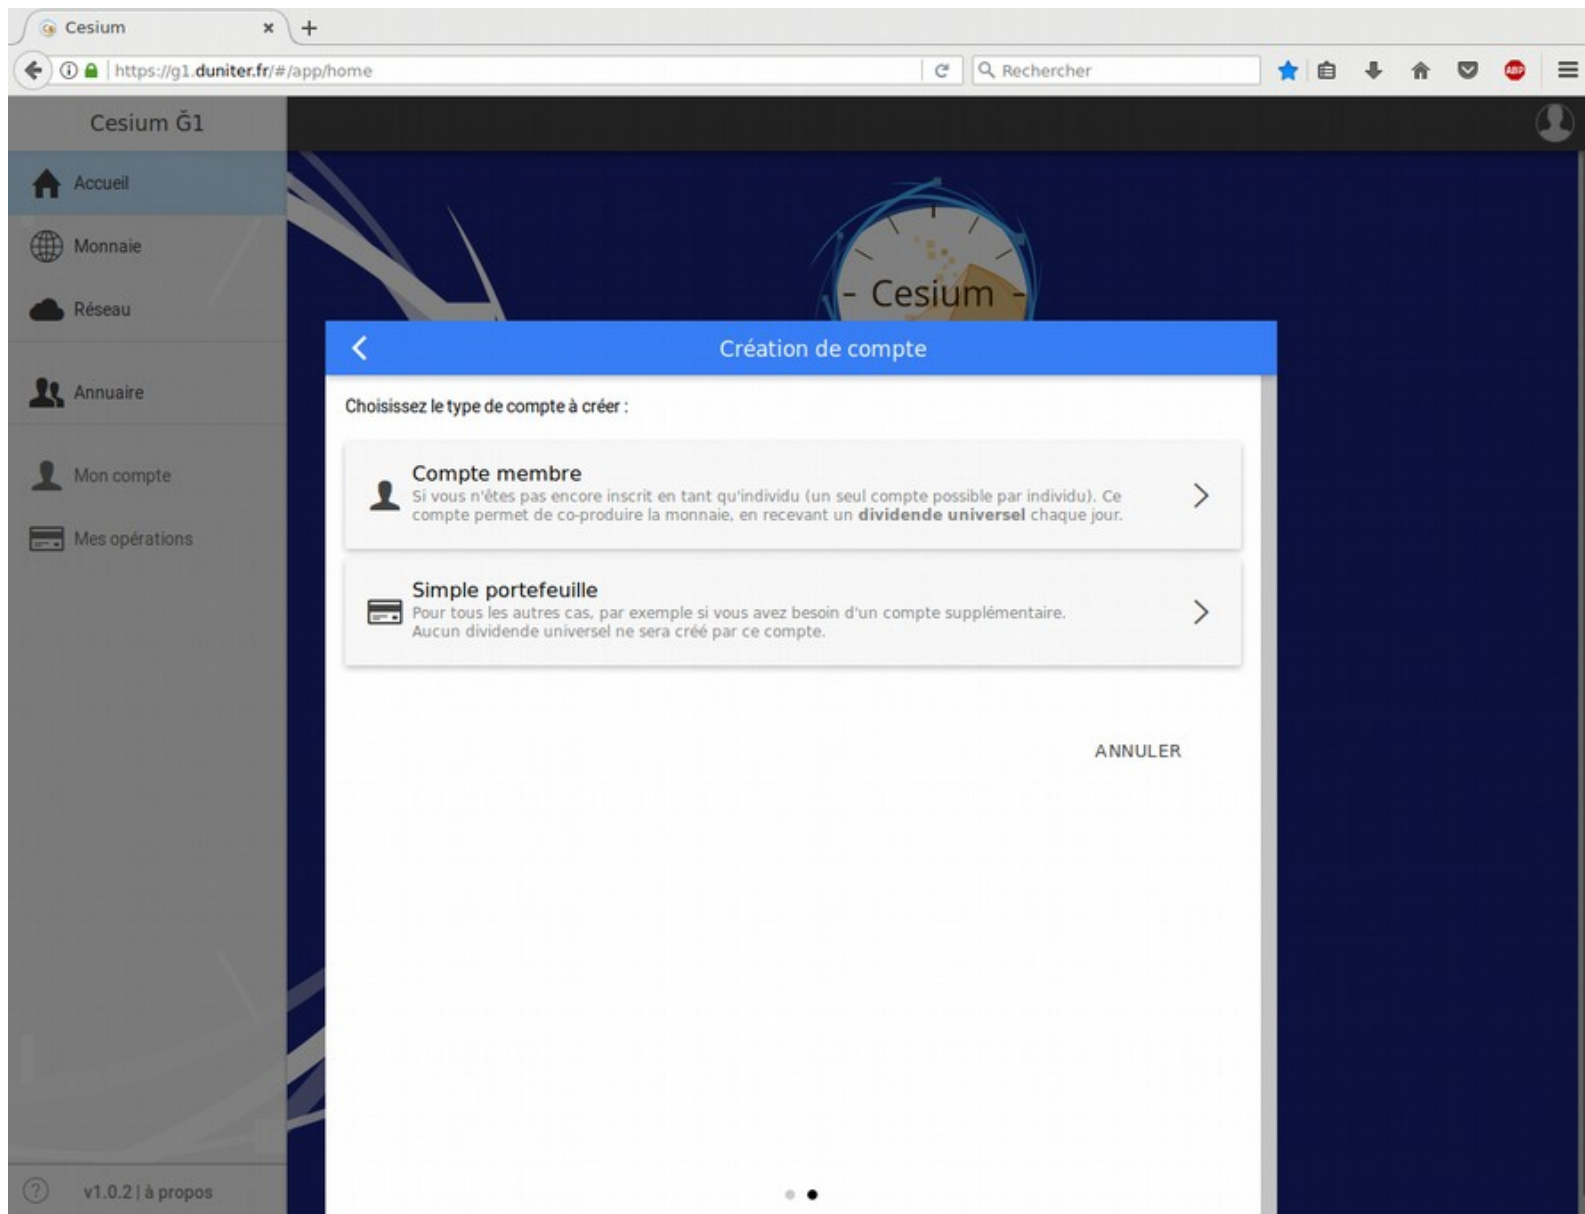 Cesium
https://g1.duniter.fr/#/app/home
Rechercher
ABP
Cesium Ğ1
Accueil
Monnaie
Réseau
Annuaire
Mon compte
Mes opérations
v1.0.2 | à propos
- Cesium -
Création de compte
Choisissez le type de compte à créer :
Compte membre
Si vous n'êtes pas encore inscrit en tant qu'individu (un seul compte possible par individu). Ce
compte permet de co-produire la monnaie, en recevant un dividende universel chaque jour.
Simple portefeuille
Pour tous les autres cas, par exemple si vous avez besoin d'un compte supplémentaire.
Aucun dividende universel ne sera créé par ce compte.
ANNULER